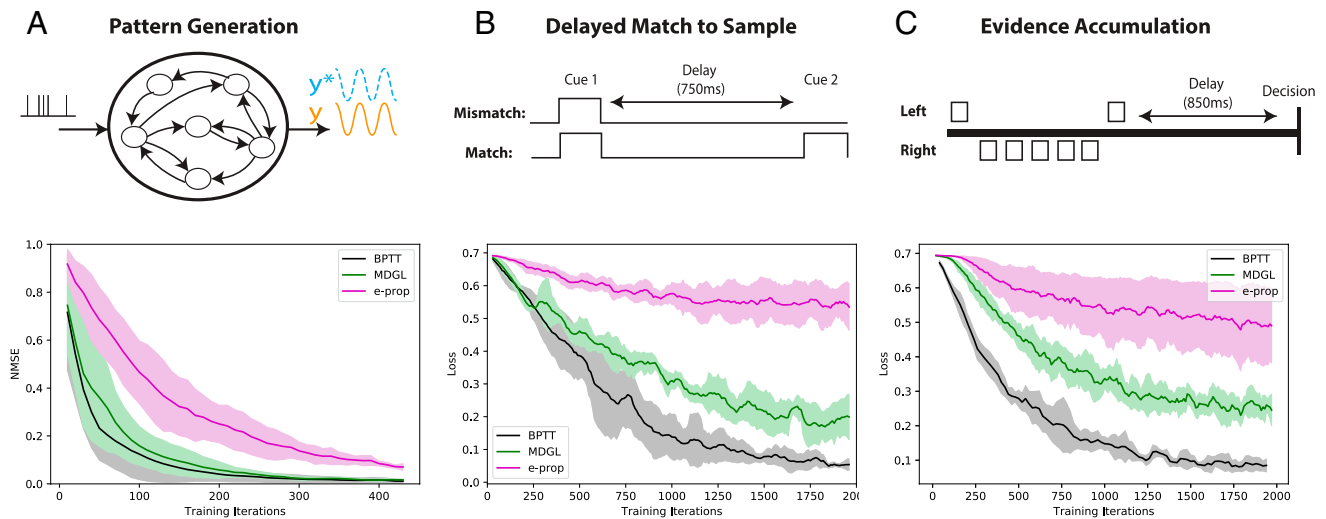 A
Pattern Generation
y*
y
B
Delayed Match to Sample
Cue 1
Delay
(750ms)
Cue 2
Mismatch:
Match:
C
Evidence Accumulation
Left
Right
Delay
(850ms)
Decision
1.0
0.8
0.6
0.4
0.2
0.0
NMSE
0
100
200
300
400
Training Iterations
BPTT
MDGL
e-prop
0.7
0.6
0.5
0.4
0.3
0.2
0.1
0.0
Loss
0
250
500
750
1000
1250
1500
1750
2000
Training Iterations
BPTT
MDGL
e-prop
0.7
0.6
0.5
0.4
0.3
0.2
0.1
Loss
0
250
500
750
1000
1250
1500
1750
2000
Training Iterations
BPTT
MDGL
e-prop